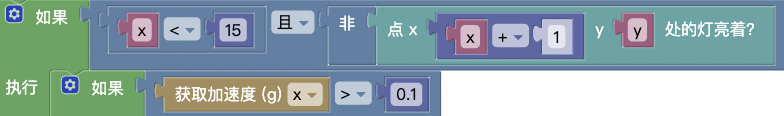 如果 x < 15 且 非 点 x x + 1 y y 处的灯亮着?
执行 如果 获取加速度 (g) x > 0.1